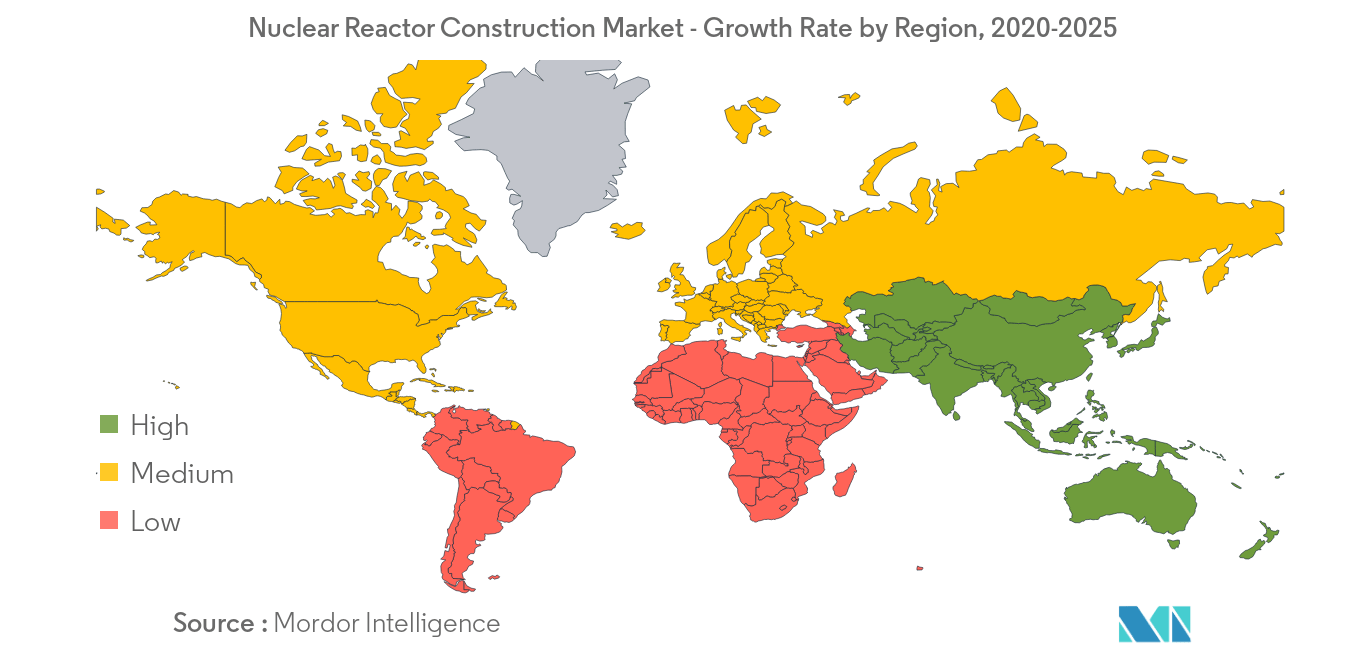 Nuclear Reactor Construction Market - Growth Rate by Region, 2020-2025
High
Medium
Low
Source : Mordor Intelligence